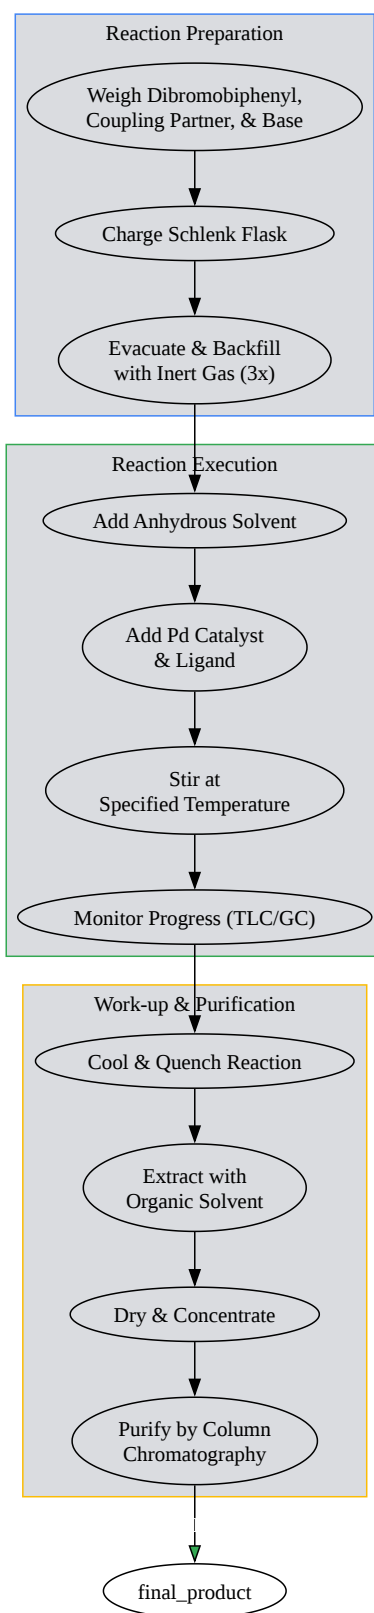 Reaction Preparation
Weigh Dibromobiphenyl,
Coupling Partner, & Base
Charge Schlenk Flask
Evacuate & Backfill
with Inert Gas (3x)
Reaction Execution
Add Anhydrous Solvent
Add Pd Catalyst
& Ligand
Stir at
Specified Temperature
Monitor Progress (TLC/GC)
Work-up & Purification
Cool & Quench Reaction
Extract with
Organic Solvent
Dry & Concentrate
Purify by Column
Chromatography
final_product